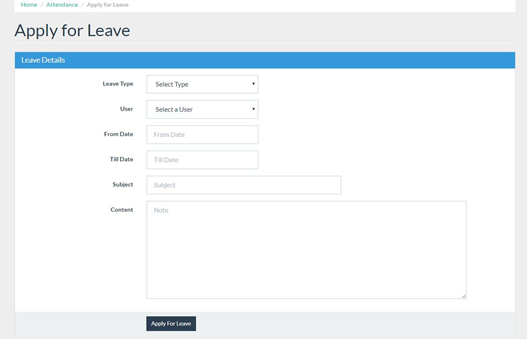 Home / Attendance / Apply for Leave
Apply for Leave
Leave Details
Leave Type Select Type
User Select a User
From Date From Date
Till Date Till Date
Subject Subject
Content Note
Apply For Leave